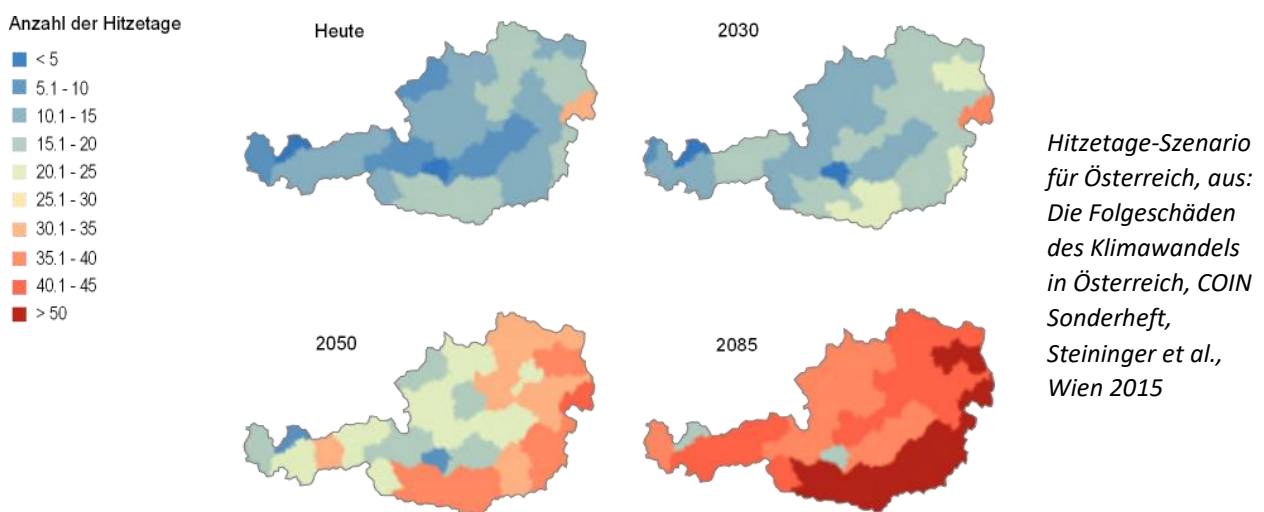 Anzahl der Hitzetage
< 5
5.1 - 10
10.1 - 15
15.1 - 20
20.1 - 25
25.1 - 30
30.1 - 35
35.1 - 40
40.1 - 45
> 50
Heute
2030
2050
2085
Hitzetage-Szenario
für Österreich, aus:
Die Folgeschäden
des Klimawandels
in Österreich, COIN
Sonderheft,
Steininger et al.,
Wien 2015